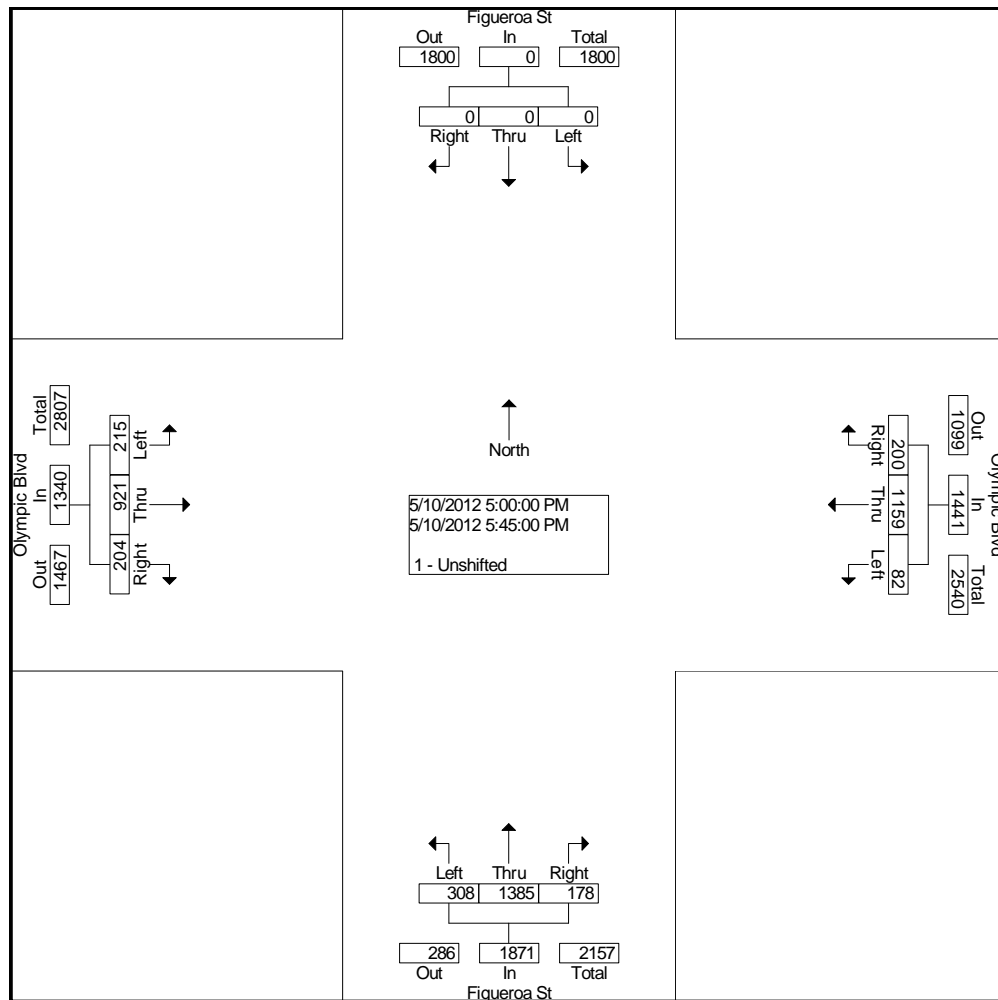 Figueroa St
Out In Total
1800 0 1800
0 0 0
Right Thru Left
Olympic Blvd
Total In Out
2807 1340 1467
215 921 204
Left Thru Right
North
5/10/2012 5:00:00 PM
5/10/2012 5:45:00 PM
1 - Unshifted
Right Thru Left
200 1159 82
1099 1441 2540
Out In Total
Olympic Blvd
Left Thru Right
308 1385 178
286 1871 2157
Out In Total
Figueroa St